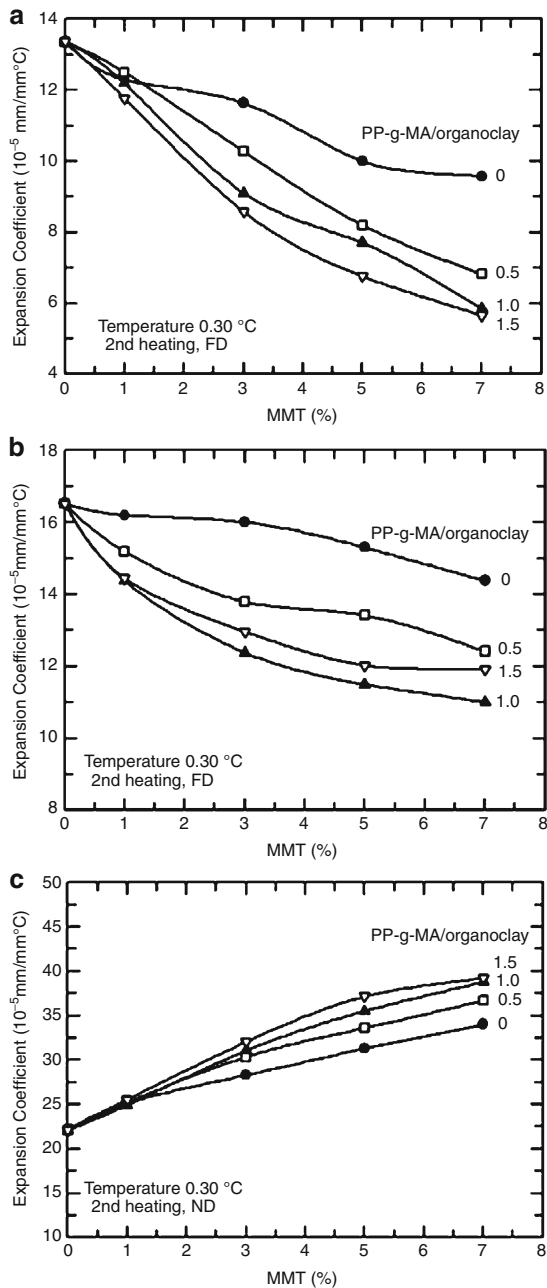 a
14
12
10
8
6
4
Expansion Coefficient (10⁻⁵ mm/mm°C)
PP-g-MA/organoclay
0
0.5
1.0
1.5
Temperature 0.30 °C
2nd heating, FD
0 1 2 3 4 5 6 7 8
MMT (%)
b
18
16
14
12
10
8
Expansion Coefficient (10⁻⁵mm/mm°C)
PP-g-MA/organoclay
0
0.5
1.5
1.0
Temperature 0.30 °C
2nd heating, FD
0 1 2 3 4 5 6 7 8
MMT (%)
c
50
45
40
35
30
25
22
15
10
Expansion Coefficient (10⁻⁵mm/mm°C)
PP-g-MA/organoclay
1.5
1.0
0.5
0
Temperature 0.30 °C
2nd heating, ND
0 1 2 3 4 5 6 7 8
MMT (%)